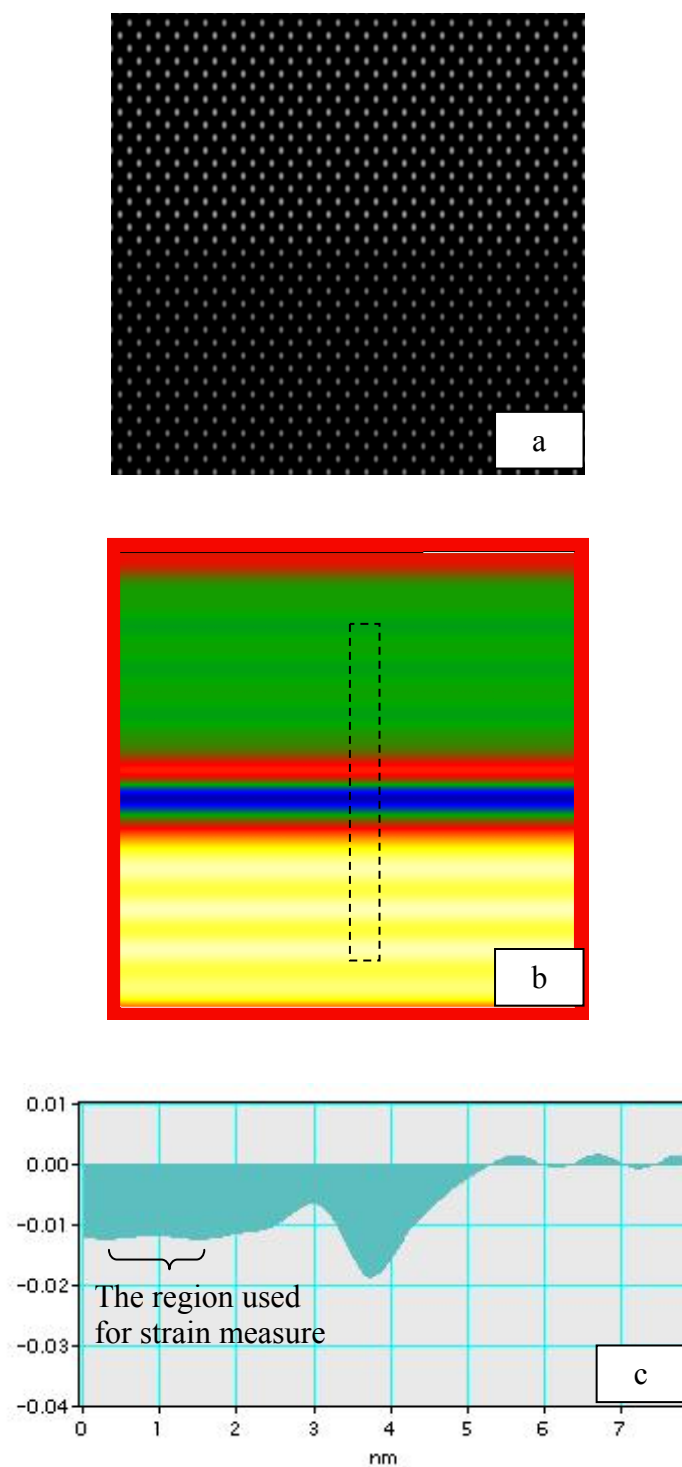 a
b
0.01
0.00
-0.01
-0.02
-0.03
-0.04
The region used
for strain measure
c
0 1 2 3 4 5 6 7
nm